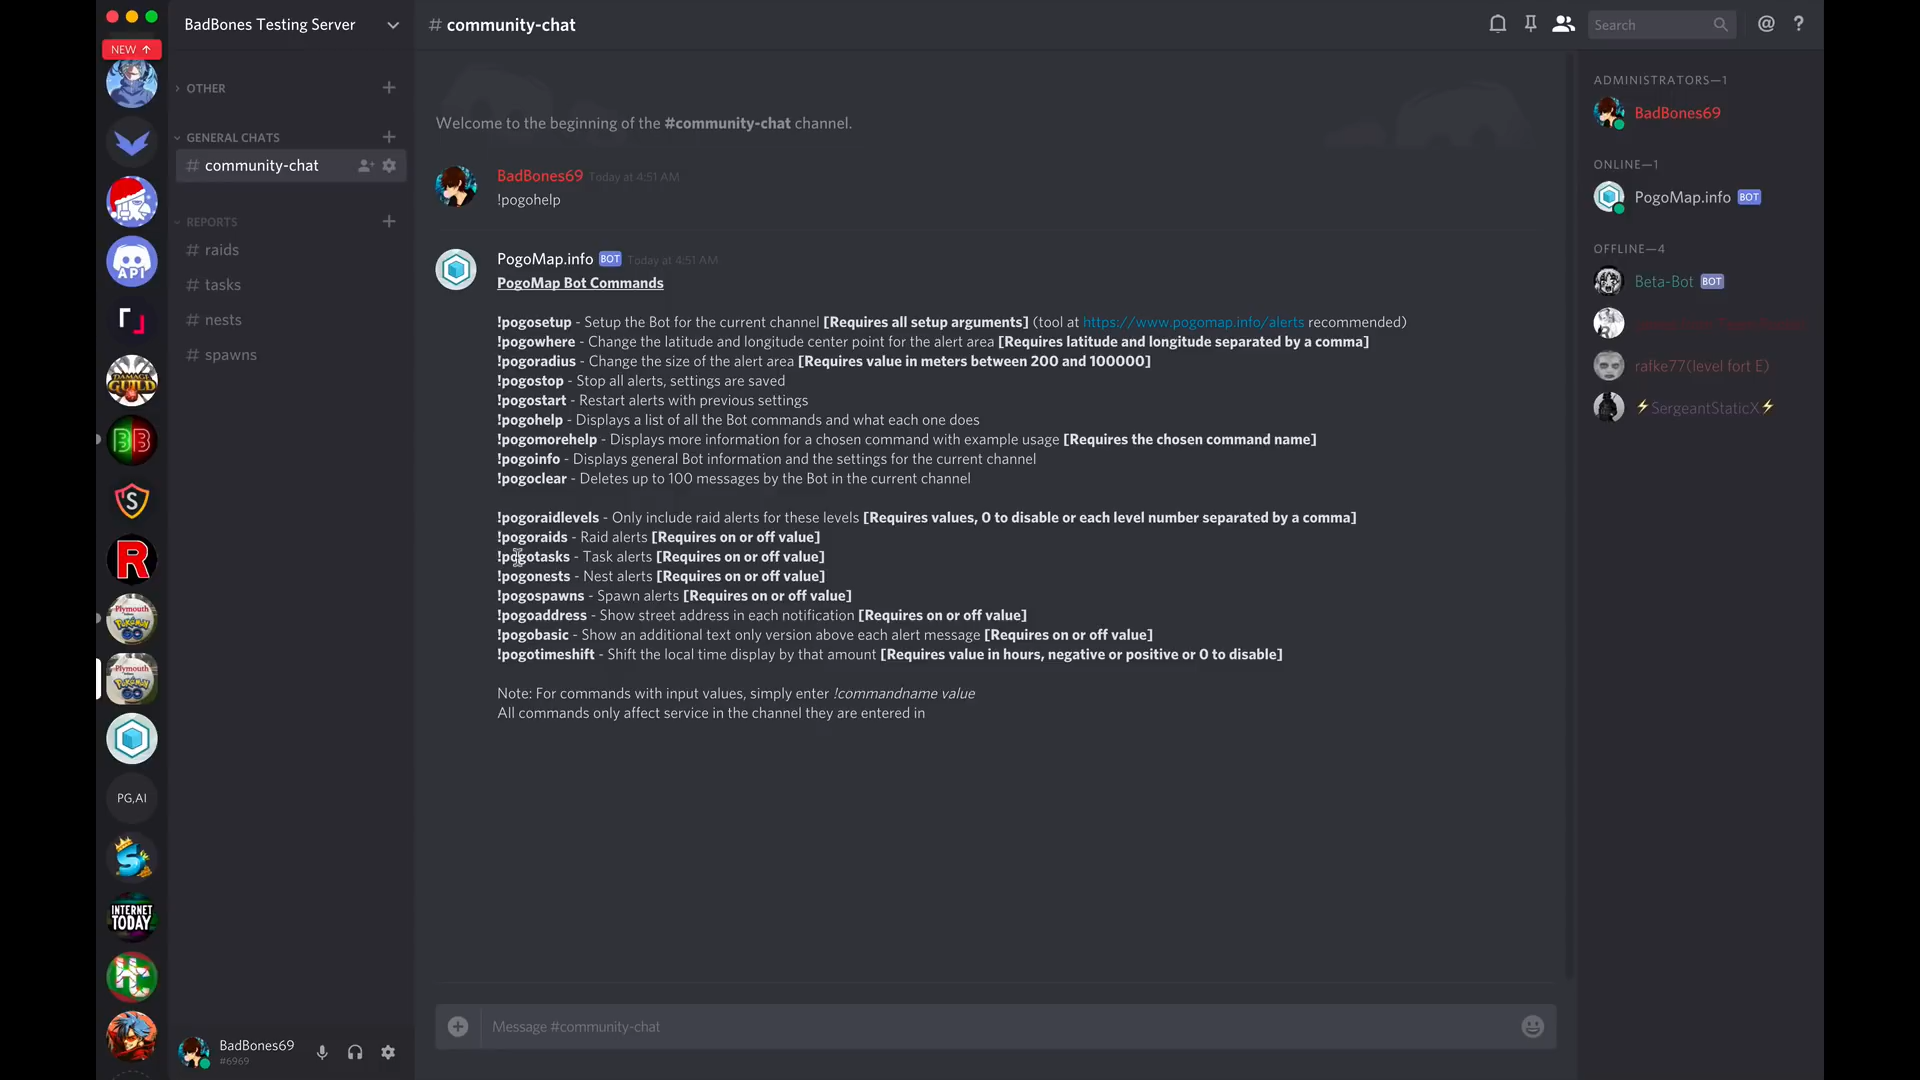 NEW
BadBones Testing Server
# community-chat
Search
OTHER
GENERAL CHATS
# community-chat
REPORTS
# raids
# tasks
# nests
# spawns
API
DAMAGE
GUILD
BB
S
R
Plymouth
POKÉMON
GO
Plymouth
POKÉMON
GO
PG,AI
S
INTERNET
TODAY
HC
BadBones69
#6969
Welcome to the beginning of the #community-chat channel.
BadBones69 Today at 4:51 AM
!pogohelp
PogoMap.info BOT Today at 4:51 AM
PogoMap Bot Commands
!pogosetup - Setup the Bot for the current channel [Requires all setup arguments] (tool at https://www.pogomap.info/alerts recommended)
!pogowhere - Change the latitude and longitude center point for the alert area [Requires latitude and longitude separated by a comma]
!pogoradius - Change the size of the alert area [Requires value in meters between 200 and 100000]
!pogostop - Stop all alerts, settings are saved
!pogostart - Restart alerts with previous settings
!pogohelp - Displays a list of all the Bot commands and what each one does
!pogomorehelp - Displays more information for a chosen command with example usage [Requires the chosen command name]
!pogoinfo - Displays general Bot information and the settings for the current channel
!pogoclear - Deletes up to 100 messages by the Bot in the current channel
!pogoraidlevels - Only include raid alerts for these levels [Requires values, 0 to disable or each level number separated by a comma]
!pogoraids - Raid alerts [Requires on or off value]
!pogotasks - Task alerts [Requires on or off value]
!pogonests - Nest alerts [Requires on or off value]
!pogospawns - Spawn alerts [Requires on or off value]
!pogoaddress - Show street address in each notification [Requires on or off value]
!pogobasic - Show an additional text only version above each alert message [Requires on or off value]
!pogotimeshift - Shift the local time display by that amount [Requires value in hours, negative or positive or 0 to disable]
Note: For commands with input values, simply enter !commandname value
All commands only affect service in the channel they are entered in
Message #community-chat
ADMINISTRATORS—1
BadBones69
ONLINE—1
PogoMap.info BOT
OFFLINE—4
Beta-Bot BOT
rafke77(level fort E)
⚡SergeantStaticX⚡